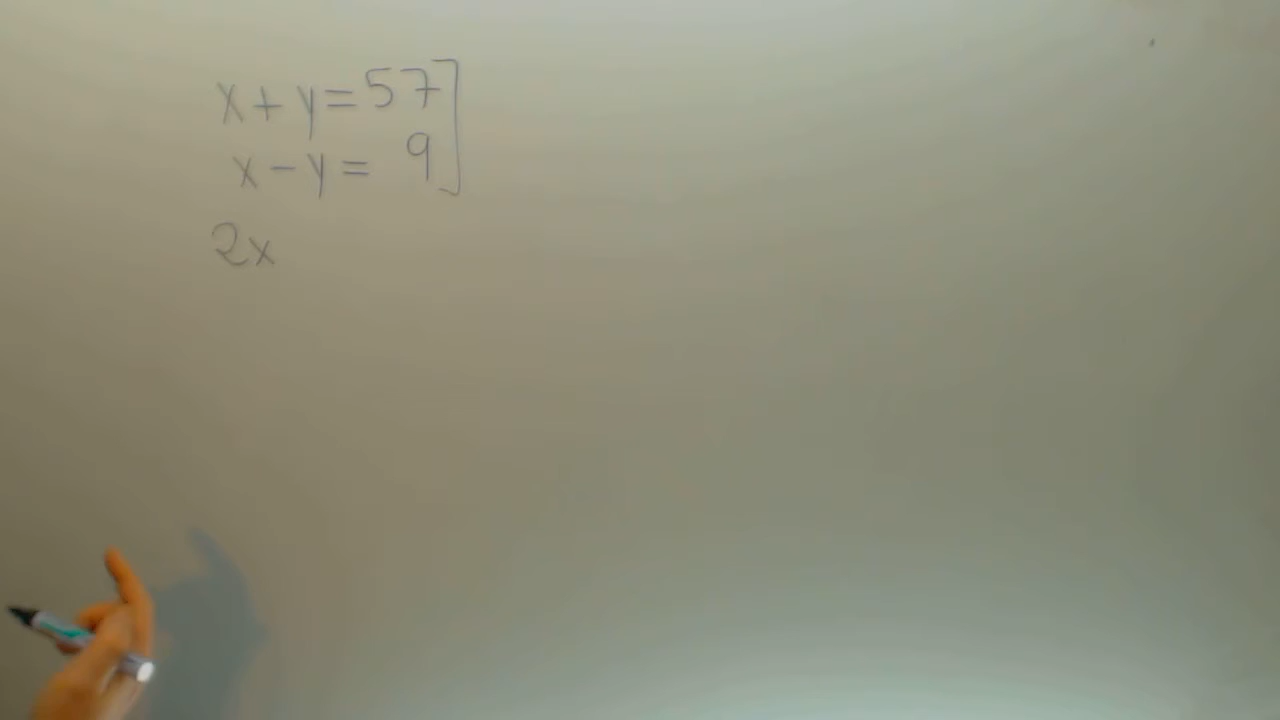 x + y = 57]
x - y = 9
2x